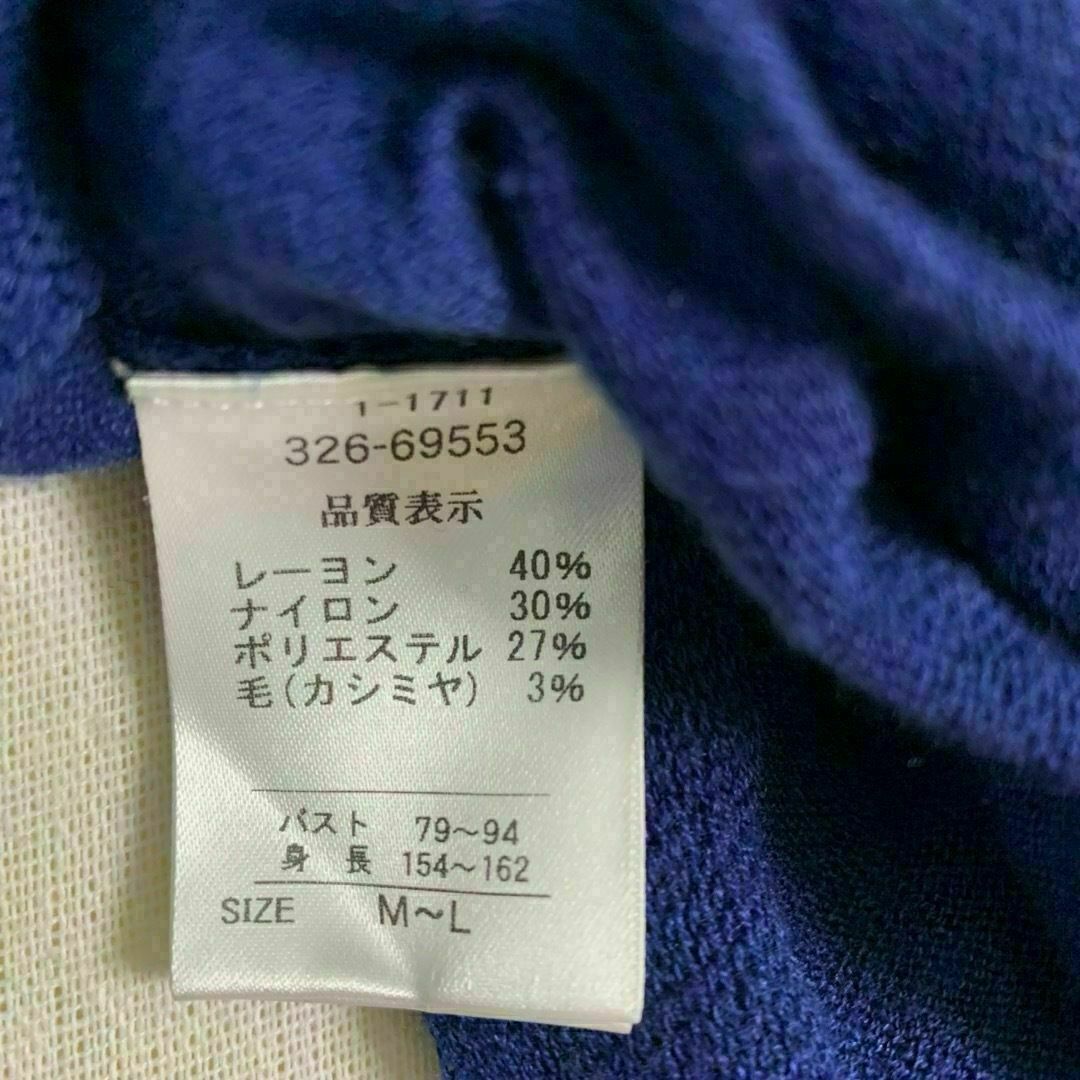 1-1711
326-69553
品質表示
レーヨン 40%
ナイロン 30%
ポリエステル 27%
毛(カシミヤ) 3%
バスト 79~94
身長 154~162
SIZE M~L